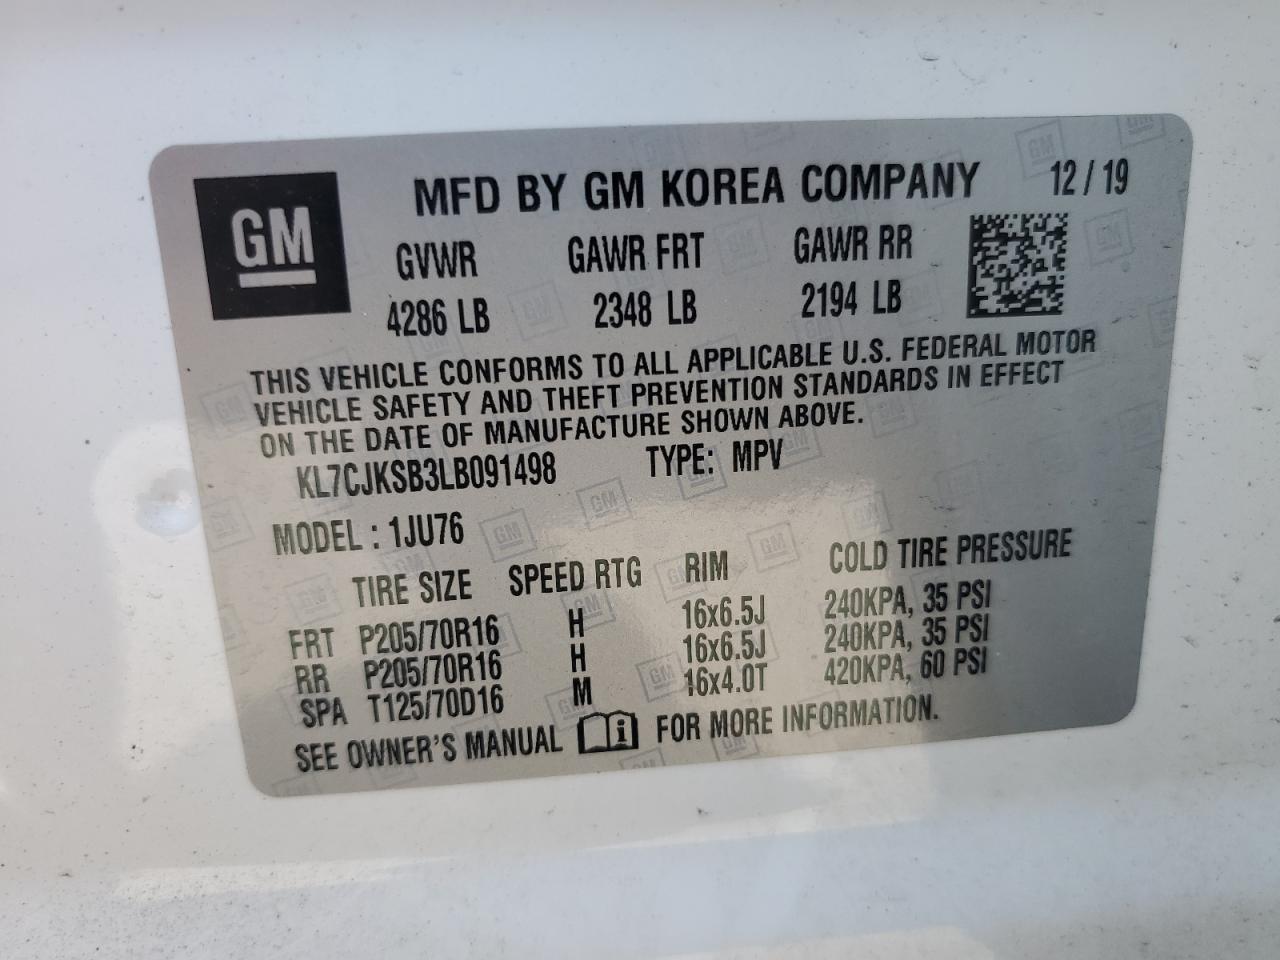 GM
MFD BY GM KOREA COMPANY 12/19
GVWR GAWR FRT GAWR RR
4286 LB 2348 LB 2194 LB
THIS VEHICLE CONFORMS TO ALL APPLICABLE U.S. FEDERAL MOTOR
VEHICLE SAFETY AND THEFT PREVENTION STANDARDS IN EFFECT
ON THE DATE OF MANUFACTURE SHOWN ABOVE.
KL7CJKSB3LB091498 TYPE: MPV
MODEL: 1JU76
TIRE SIZE SPEED RTG RIM COLD TIRE PRESSURE
FRT P205/70R16 H 16x6.5J 240KPA, 35 PSI
RR P205/70R16 H 16x6.5J 240KPA, 35 PSI
SPA T125/70D16 M 16x4.0T 420KPA, 60 PSI
SEE OWNER'S MANUAL i FOR MORE INFORMATION.